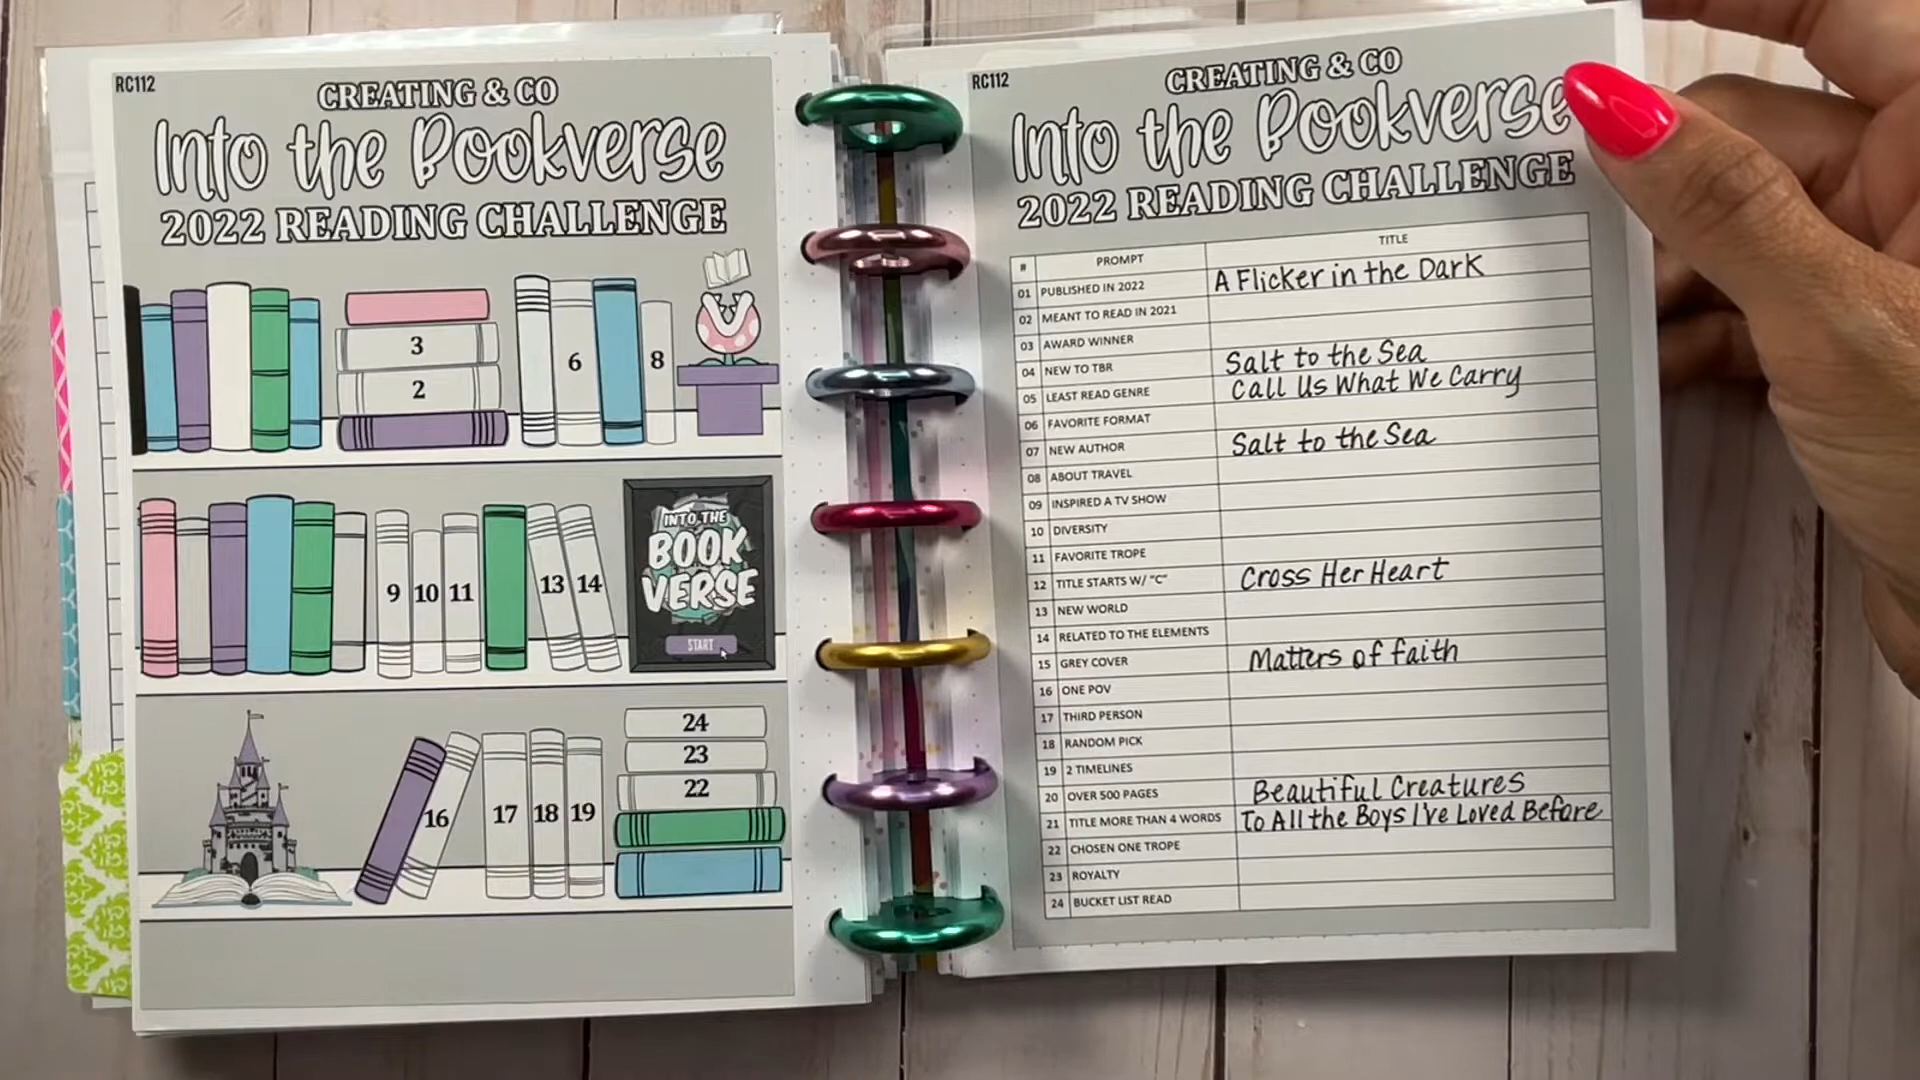 RC112
CREATING & CO
Into the Bookverse
2022 READING CHALLENGE
3
2
6
8
9
10
11
13
14
INTO THE
BOOK
VERSE
START
16
17
18
19
24
23
22
RC112
CREATING & CO
Into the Bookverse
2022 READING CHALLENGE
# PROMPT TITLE
01 PUBLISHED IN 2022 A Flicker in the Dark
02 MEANT TO READ IN 2021
03 AWARD WINNER
04 NEW TO TBR Salt to the Sea
05 LEAST READ GENRE Call Us What We Carry
06 FAVORITE FORMAT
07 NEW AUTHOR Salt to the Sea
08 ABOUT TRAVEL
09 INSPIRED A TV SHOW
10 DIVERSITY
11 FAVORITE TROPE
12 TITLE STARTS W/ "C" Cross Her Heart
13 NEW WORLD
14 RELATED TO THE ELEMENTS
15 GREY COVER Matters of faith
16 ONE POV
17 THIRD PERSON
18 RANDOM PICK
19 2 TIMELINES
20 OVER 500 PAGES Beautiful Creatures
21 TITLE MORE THAN 4 WORDS To All the Boys I've Loved Before
22 CHOSEN ONE TROPE
23 ROYALTY
24 BUCKET LIST READ